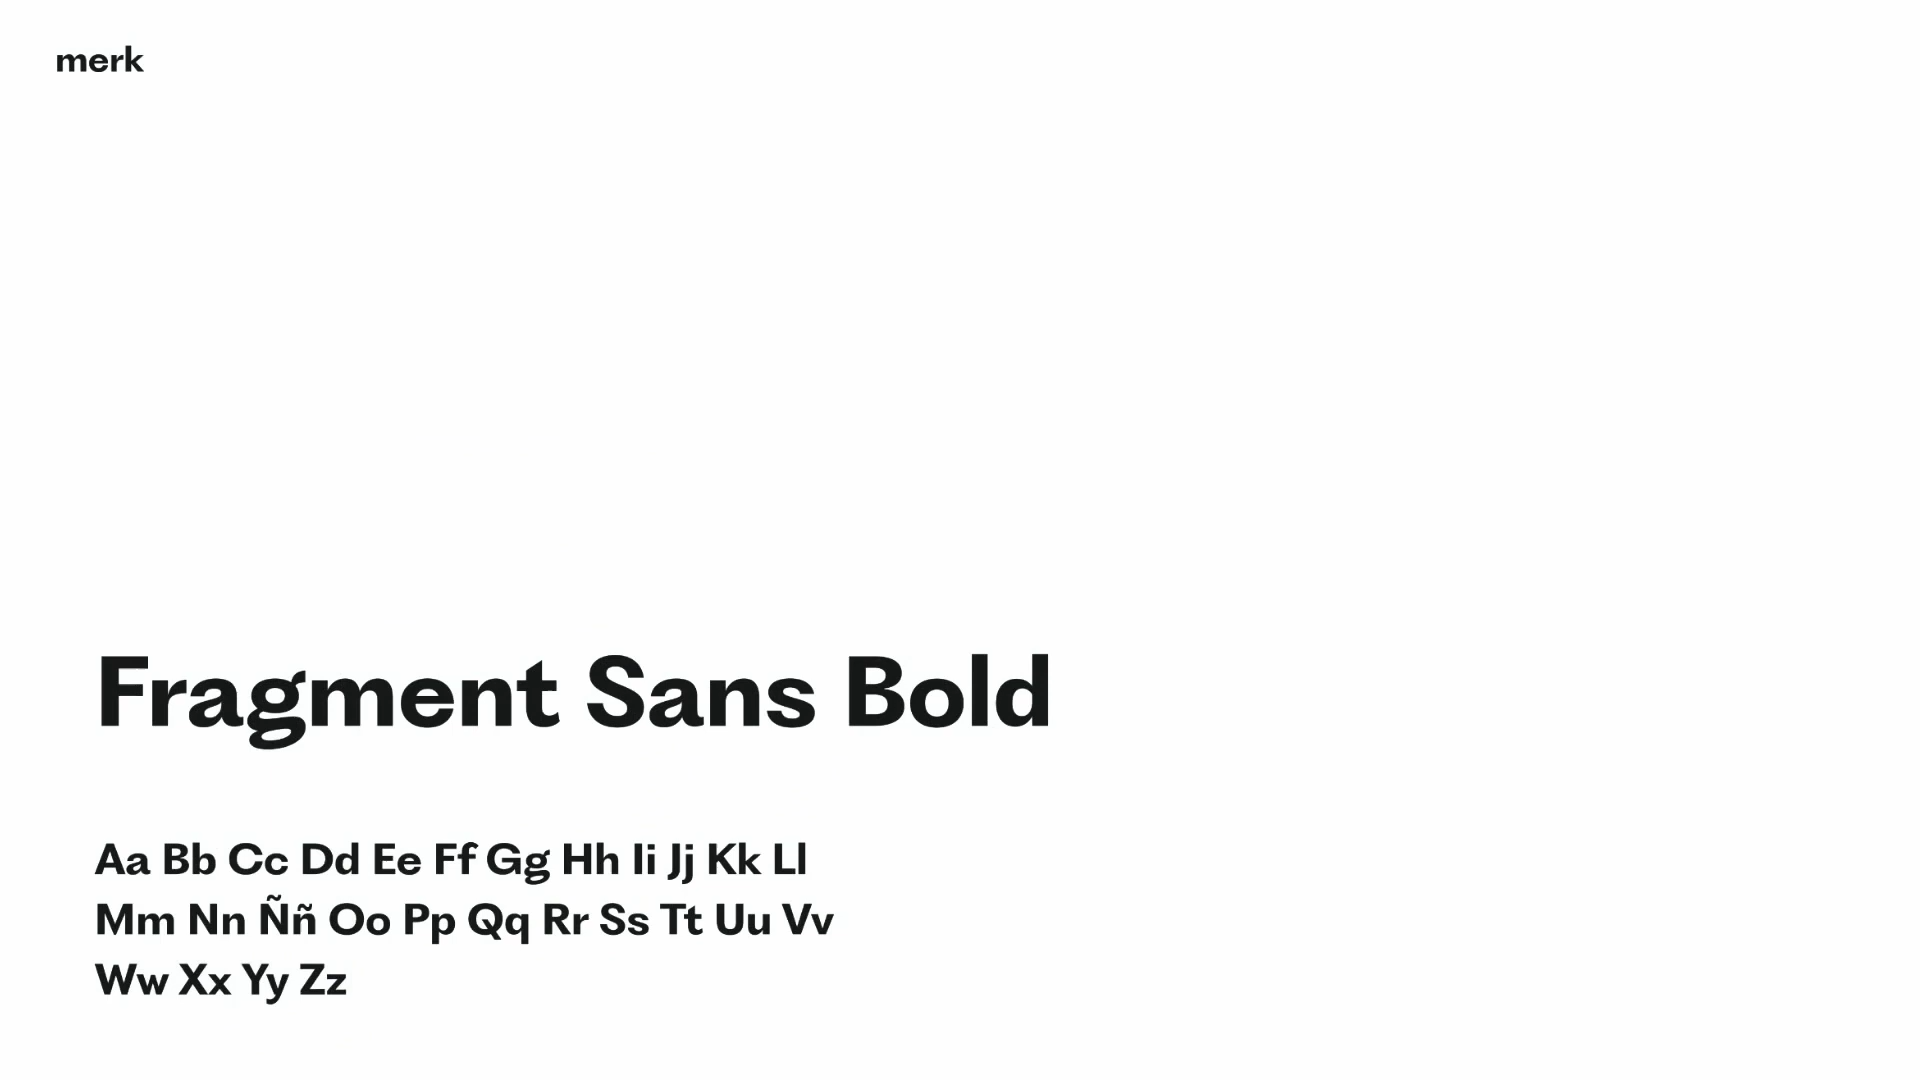 merk
Fragment Sans Bold
Aa Bb Cc Dd Ee Ff Gg Hh Ii Jj Kk Ll
Mm Nn Ññ Oo Pp Qq Rr Ss Tt Uu Vv
Ww Xx Yy Zz